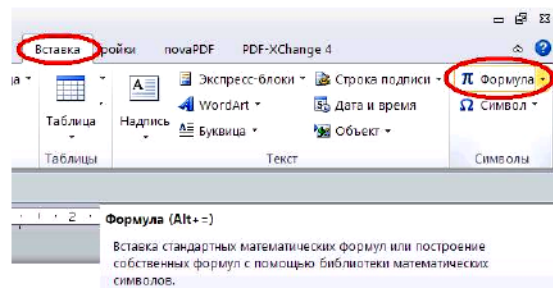 Вставка ройки novaPDF PDF-XChange 4
Таблица
Надпись
Экспресс-блоки
WordArt
Буквица
Строка подписи
Дата и время
Объект
π Формула
Ω Символ
Таблицы Текст Символы
2
Формула (Alt+=)
Вставка стандартных математических формул или построение
собственных формул с помощью библиотеки математических
символов.